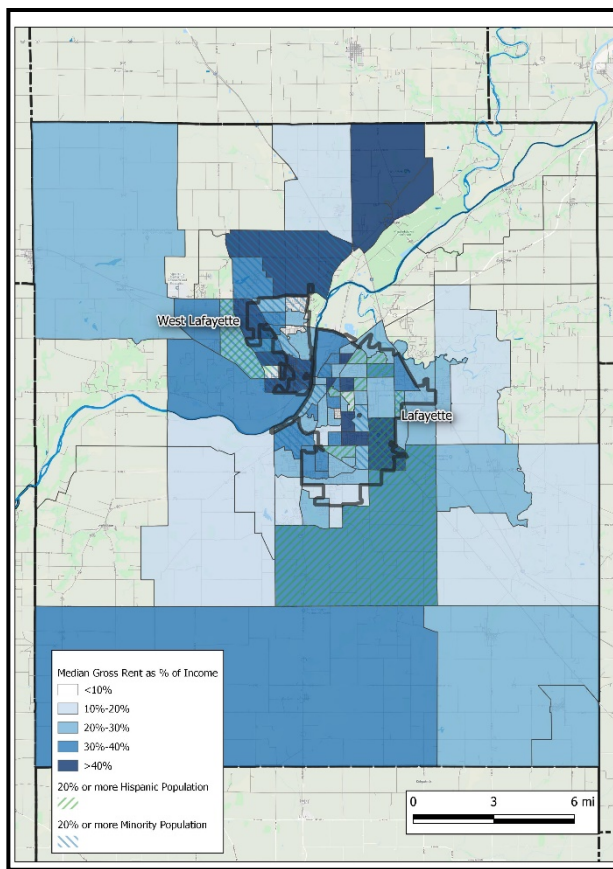 West Lafayette
Lafayette
Median Gross Rent as % of Income
<10%
10%-20%
20%-30%
30%-40%
>40%
20% or more Hispanic Population
20% or more Minority Population
0 3 6 mi